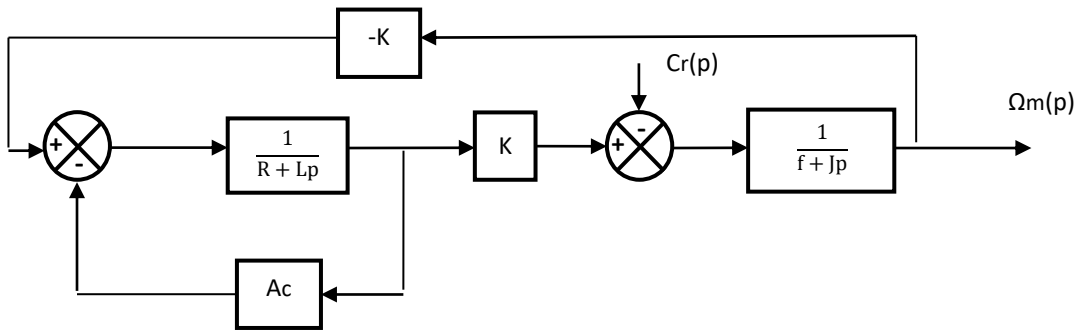 -K
Cr(p)
Ωm(p)
+
-
1
R + Lp
K
+
-
1
f + Jp
Ac